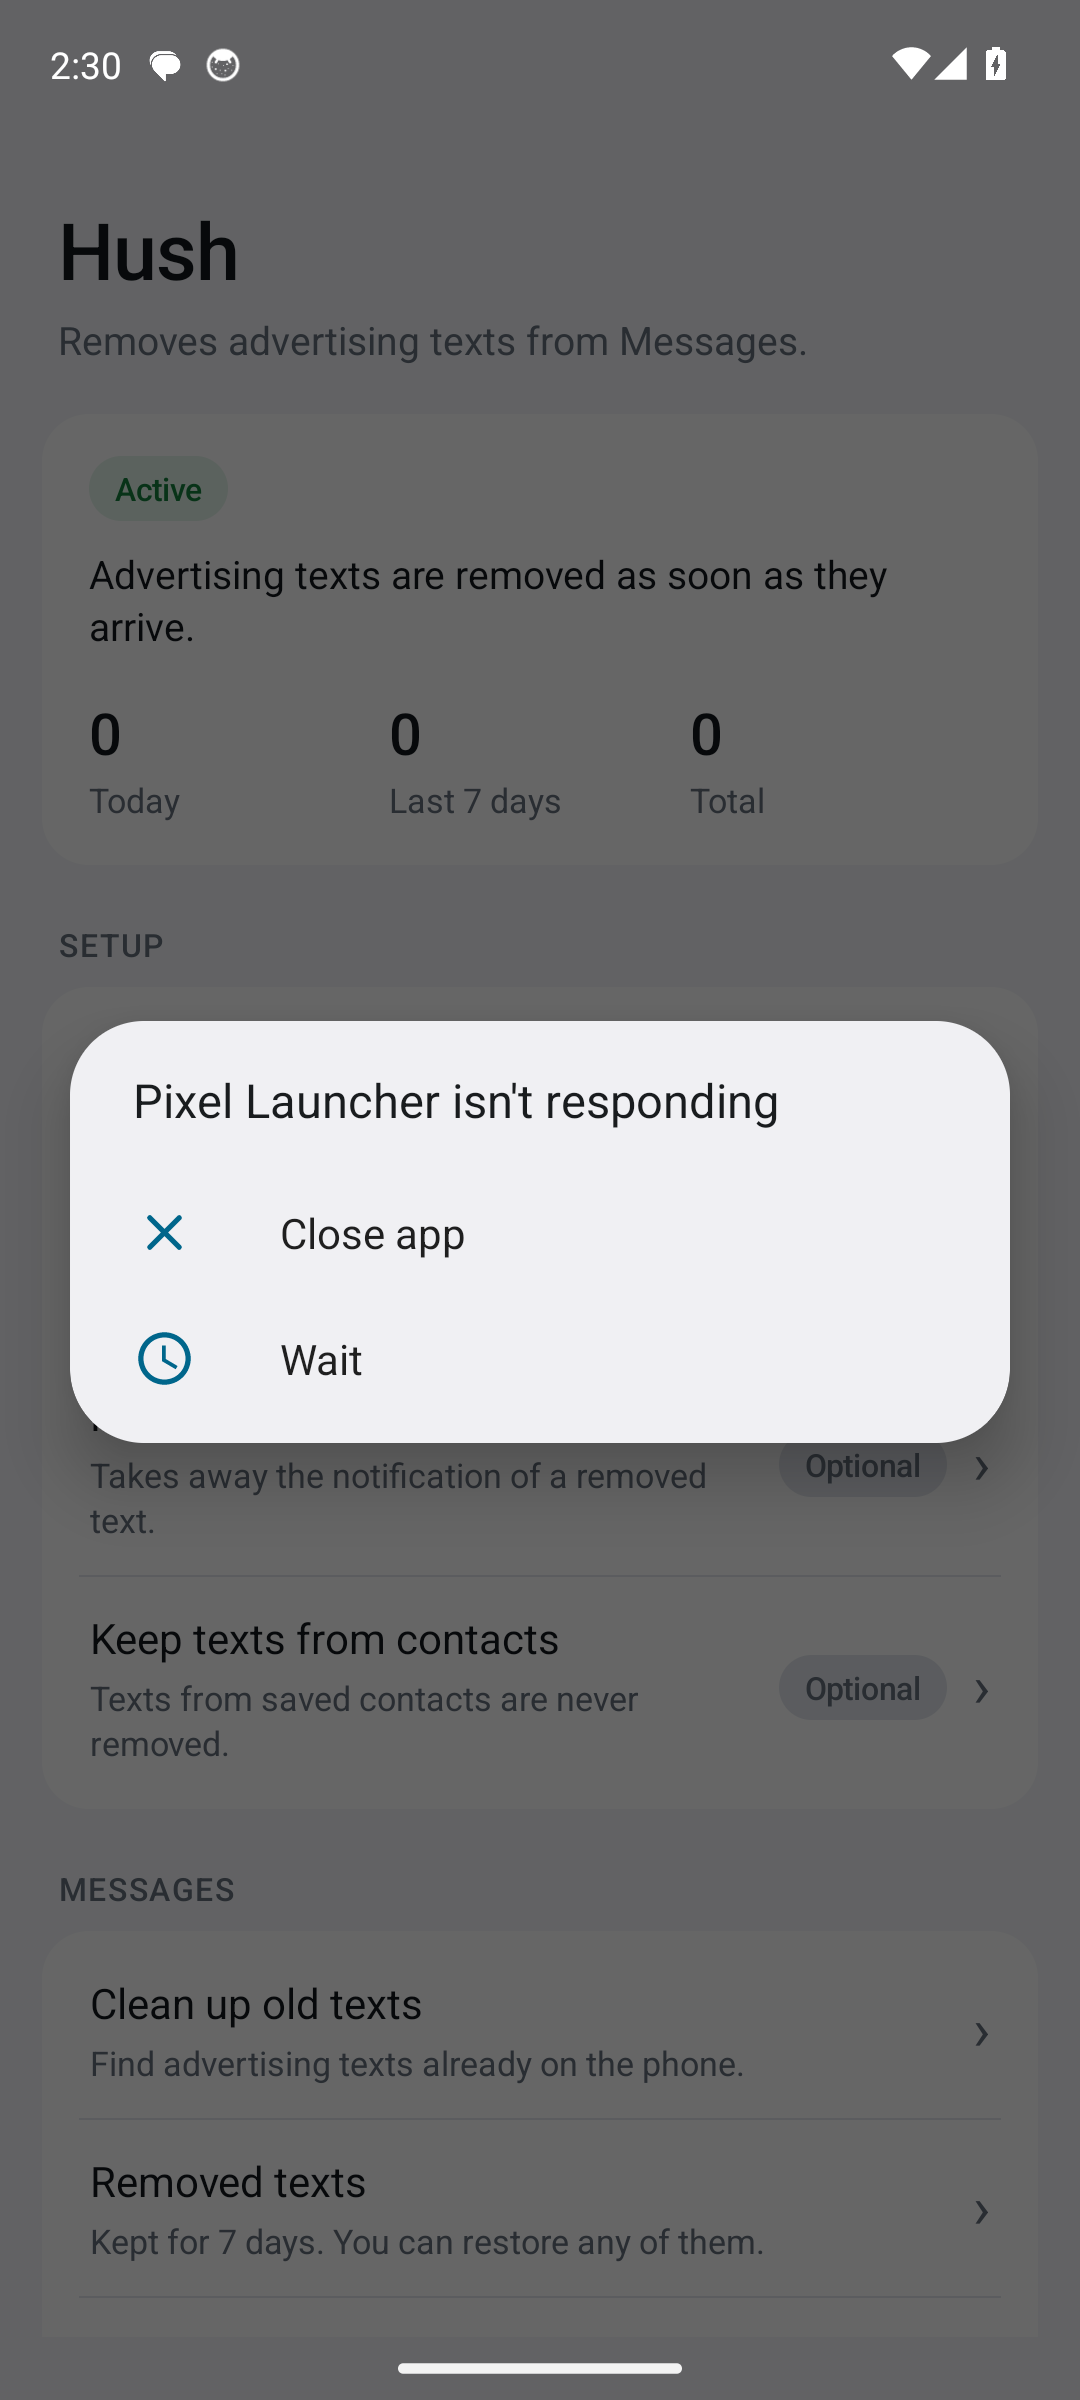 2:30
Hush
Removes advertising texts from Messages.
Active
Advertising texts are removed as soon as they
arrive.
0 0 0
Today Last 7 days Total
SETUP
Pixel Launcher isn't responding
Close app
Wait
Takes away the notification of a removed
text.
Optional
Keep texts from contacts
Texts from saved contacts are never
removed.
Optional
MESSAGES
Clean up old texts
Find advertising texts already on the phone.
Removed texts
Kept for 7 days. You can restore any of them.